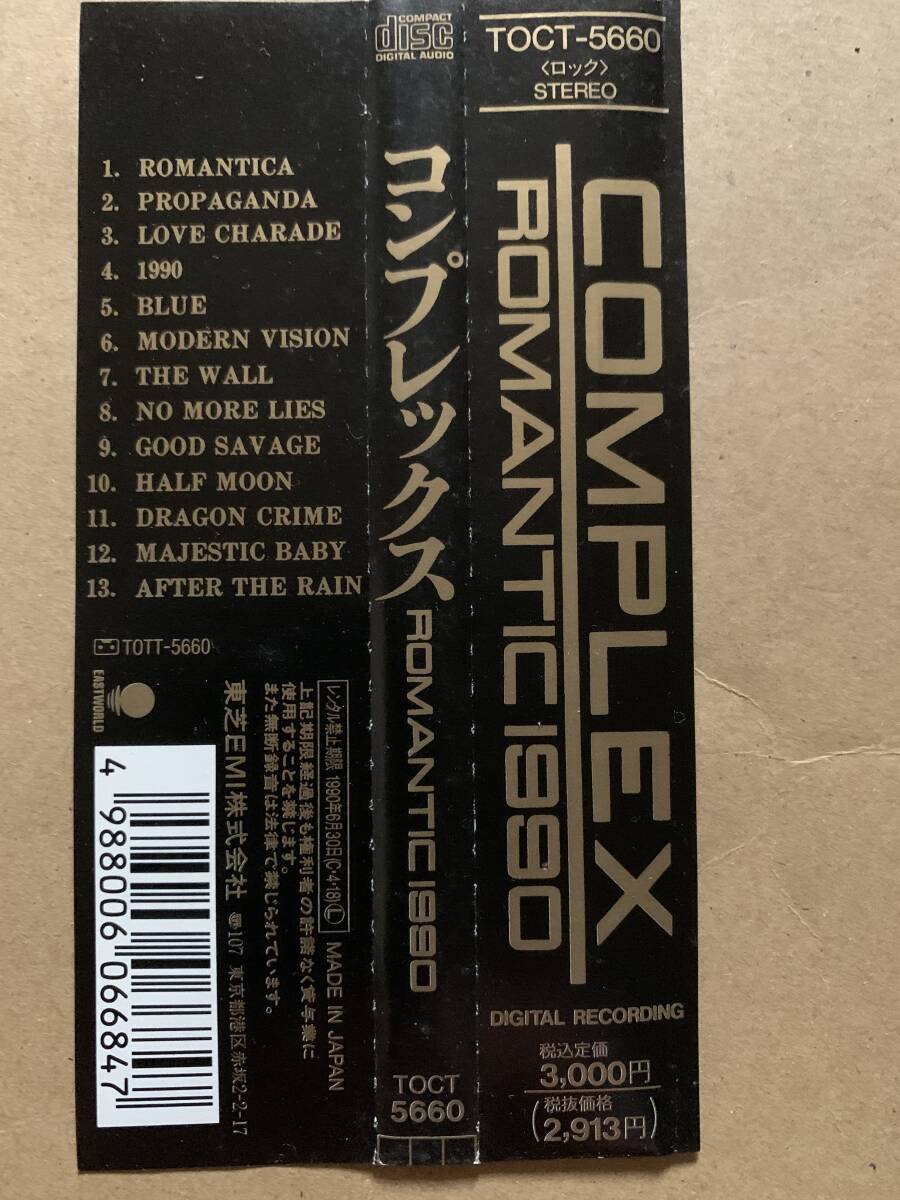 TOCT-5660
〈ロック〉
STEREO
COMPLEX
ROMANTIC 1990
DIGITAL RECORDING
税込定価
3,000円
(税抜価格
2,913円)
COMPACT
disc
DIGITAL AUDIO
コンプレックス
ROMANTIC 1990
TOCT
5660
1. ROMANTICA
2. PROPAGANDA
3. LOVE CHARADE
4. 1990
5. BLUE
6. MODERN VISION
7. THE WALL
8. NO MORE LIES
9. GOOD SAVAGE
10. HALF MOON
11. DRAGON CRIME
12. MAJESTIC BABY
13. AFTER THE RAIN
TOTT-5660
EASTWORLD
レンタル禁止期限 1990年6月30日(C・4・18)Ⓛ MADE IN JAPAN
上記期限経過後も権利者の許諾なく貸与業に
使用することを禁じます。
また無断録音は法律で禁じられています。
東芝EMI株式会社 〒107 東京都港区赤坂2-2-17
4 988006 066847